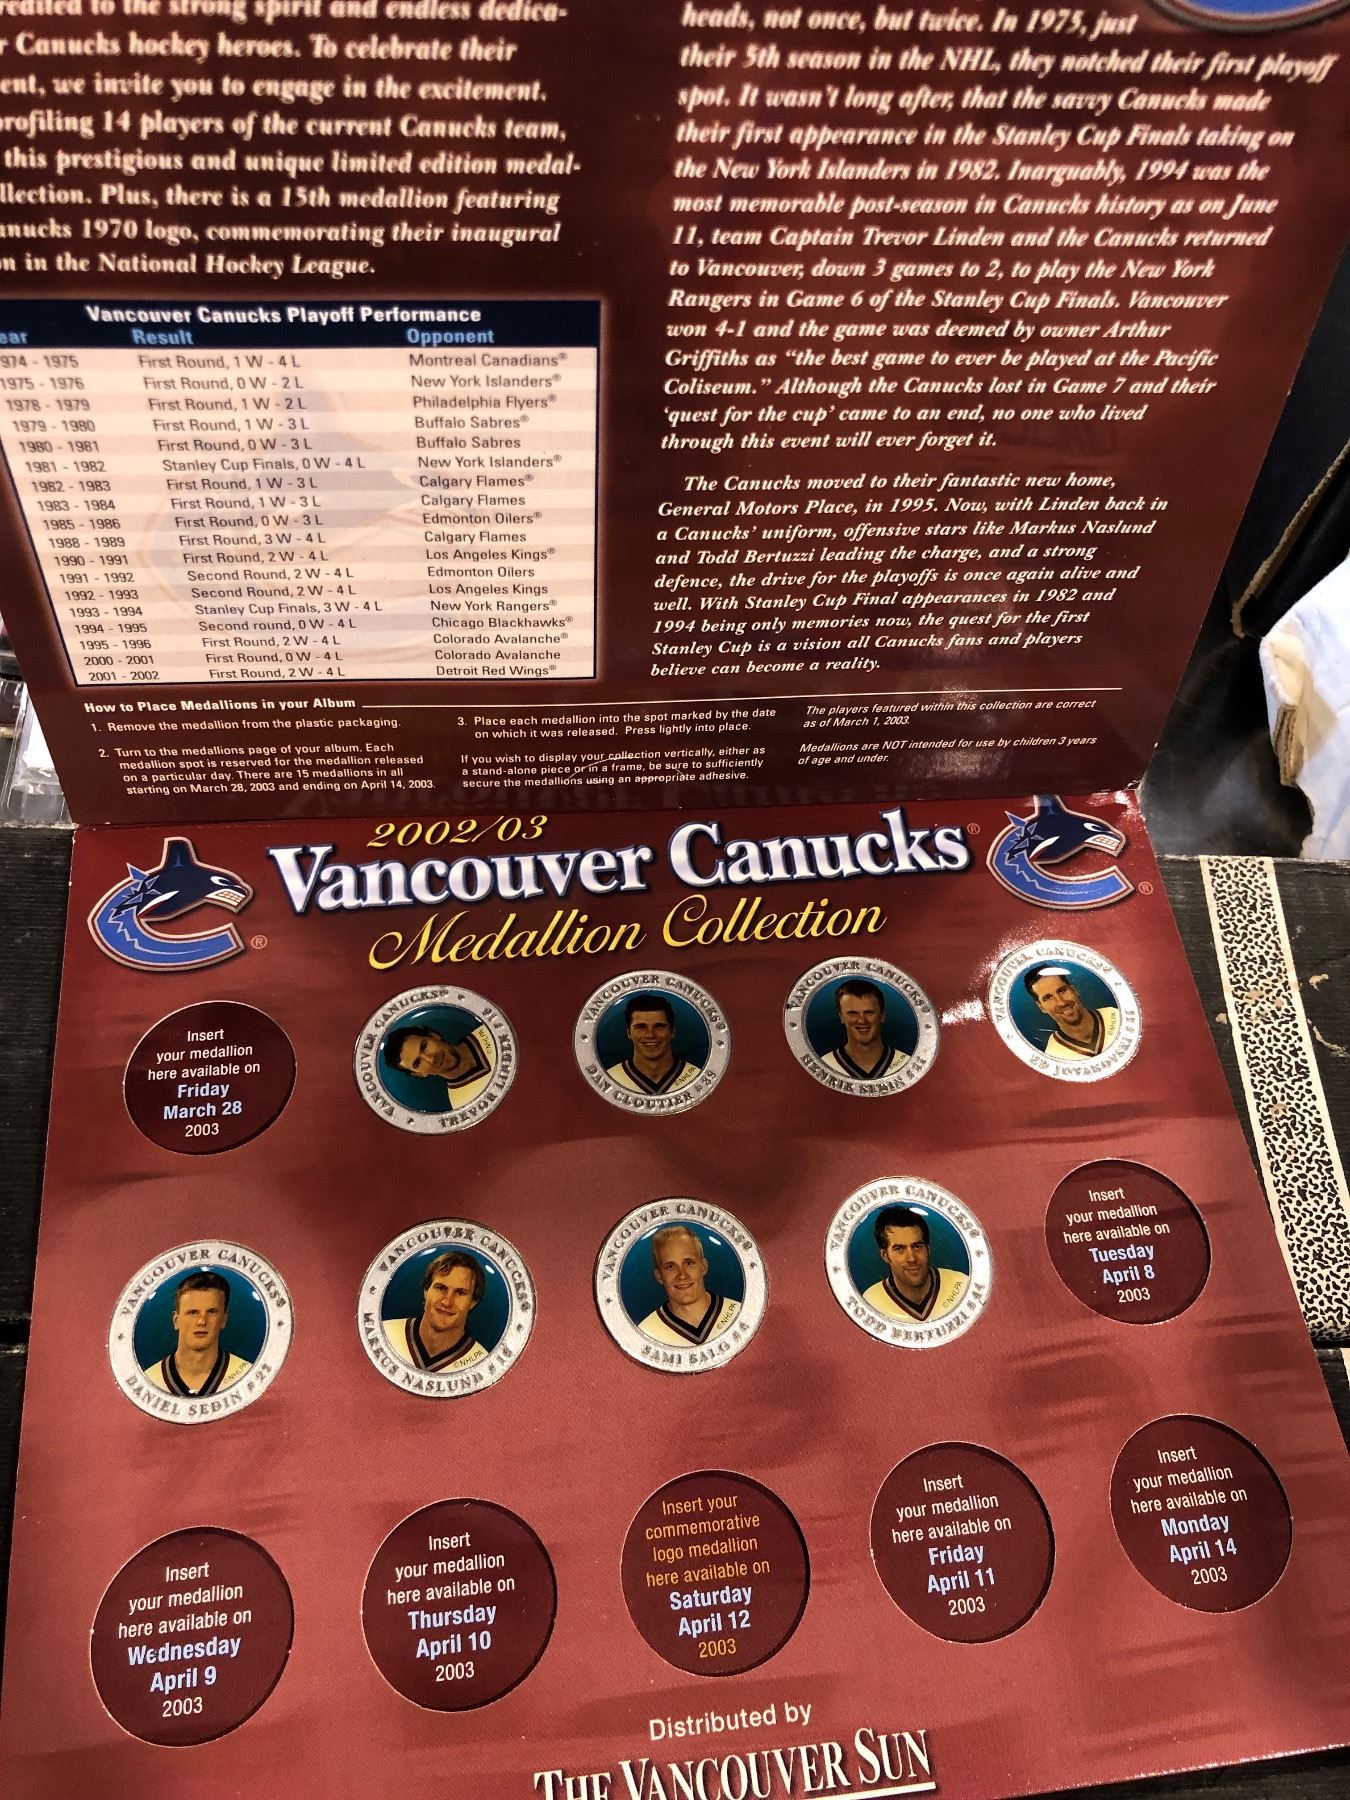 to the strong spirit and endless dedica-
Canucks hockey heroes. To celebrate their
we invite you to engage in the excitement.
14 players of the current Canucks team,
this prestigious and unique limited edition medal-
Plus, there is a 15th medallion featuring
1970 logo, commemorating their inaugural
in the National Hockey League.
heads, not once, but twice. In 1975, just
their 5th season in the NHL, they notched their first playoff
spot. It wasn't long after, that the savvy Canucks made
their first appearance in the Stanley Cup Finals taking on
the New York Islanders in 1982. Inarguably, 1994 was the
most memorable post-season in Canucks history as on June
11, team Captain Trevor Linden and the Canucks returned
to Vancouver, down 3 games to 2, to play the New York
Rangers in Game 6 of the Stanley Cup Finals. Vancouver
won 4-1 and the game was deemed by owner Arthur
Griffiths as “the best game to ever be played at the Pacific
Coliseum.” Although the Canucks lost in Game 7 and their
‘quest for the cup’ came to an end, no one who lived
through this event will ever forget it.
The Canucks moved to their fantastic new home,
General Motors Place, in 1995. Now, with Linden back in
a Canucks' uniform, offensive stars like Markus Naslund
and Todd Bertuzzi leading the charge, and a strong
defence, the drive for the playoffs is once again alive and
well. With Stanley Cup Final appearances in 1982 and
1994 being only memories now, the quest for the first
Stanley Cup is a vision all Canucks fans and players
believe can become a reality.
Vancouver Canucks Playoff Performance
Result Opponent
1975 First Round, 1 W - 4 L Montreal Canadians®
1975 - 1976 First Round, 0 W - 2 L New York Islanders®
1978 - 1979 First Round, 1 W - 2 L Philadelphia Flyers®
1979 - 1980 First Round, 1 W - 3 L Buffalo Sabres®
1980 - 1981 First Round, 0 W - 3 L Buffalo Sabres
1981 - 1982 Stanley Cup Finals, 0 W - 4 L New York Islanders®
1982 - 1983 First Round, 1 W - 3 L Calgary Flames®
1983 - 1984 First Round, 1 W - 3 L Calgary Flames
1985 - 1986 First Round, 0 W - 3 L Edmonton Oilers®
1988 - 1989 First Round, 3 W - 4 L Calgary Flames
1990 - 1991 First Round, 2 W - 4 L Los Angeles Kings®
1991 - 1992 Second Round, 2 W - 4 L Edmonton Oilers
1992 - 1993 Second Round, 2 W - 4 L Los Angeles Kings
1993 - 1994 Stanley Cup Finals, 3 W - 4 L New York Rangers®
1994 - 1995 Second round, 0 W - 4 L Chicago Blackhawks®
1995 - 1996 First Round, 2 W - 4 L Colorado Avalanche®
2000 - 2001 First Round, 0 W - 4 L Colorado Avalanche
2001 - 2002 First Round, 2 W - 4 L Detroit Red Wings®
How to Place Medallions in your Album
1. Remove the medallion from the plastic packaging.
2. Turn to the medallions page of your album. Each
medallion spot is reserved for the medallion released
on a particular day. There are 15 medallions in all
starting on March 28, 2003 and ending on April 14, 2003.
3. Place each medallion into the spot marked by the date
on which it was released. Press lightly into place.
If you wish to display your collection vertically, either as
a stand-alone piece or in a frame, be sure to sufficiently
secure the medallions using an appropriate adhesive.
The players featured within this collection are correct
as of March 1, 2003.
Medallions are NOT intended for use by children 3 years
of age and under.
2002/03
Vancouver Canucks®
Medallion Collection
®
®
Insert
your medallion
here available on
Friday
March 28
2003
VANCOUVER CANUCKS®
TREVOR LINDEN #16
©NHLPA
VANCOUVER CANUCKS®
DAN CLOUTIER #39
©NHLPA
VANCOUVER CANUCKS®
HENRIK SEDIN #33
©NHLPA
VANCOUVER CANUCKS®
©NHLPA
VANCOUVER CANUCKS®
DANIEL SEDIN #22
©NHLPA
VANCOUVER CANUCKS®
MARKUS NASLUND #19
©NHLPA
VANCOUVER CANUCKS®
SAMI SALO #6
©NHLPA
VANCOUVER CANUCKS®
TODD BERTUZZI #44
©NHLPA
Insert
your medallion
here available on
Tuesday
April 8
2003
Insert
your medallion
here available on
Wednesday
April 9
2003
Insert
your medallion
here available on
Thursday
April 10
2003
Insert your
commemorative
logo medallion
here available on
Saturday
April 12
2003
Insert
your medallion
here available on
Friday
April 11
2003
Insert
your medallion
here available on
Monday
April 14
2003
Distributed by
THE VANCOUVER SUN